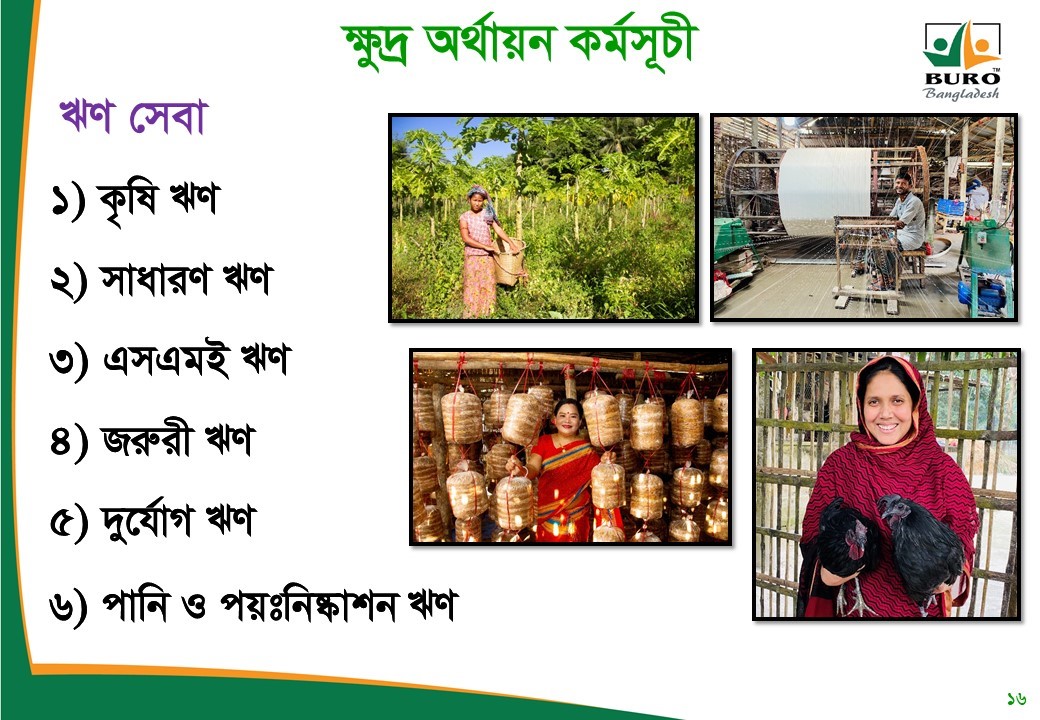 ক্ষুদ্র অর্থায়ন কর্মসূচী
BURO™
Bangladesh
ঋণ সেবা
১) কৃষি ঋণ
২) সাধারণ ঋণ
৩) এসএমই ঋণ
৪) জরুরী ঋণ
৫) দুর্যোগ ঋণ
৬) পানি ও পয়ঃনিষ্কাশন ঋণ
১৬